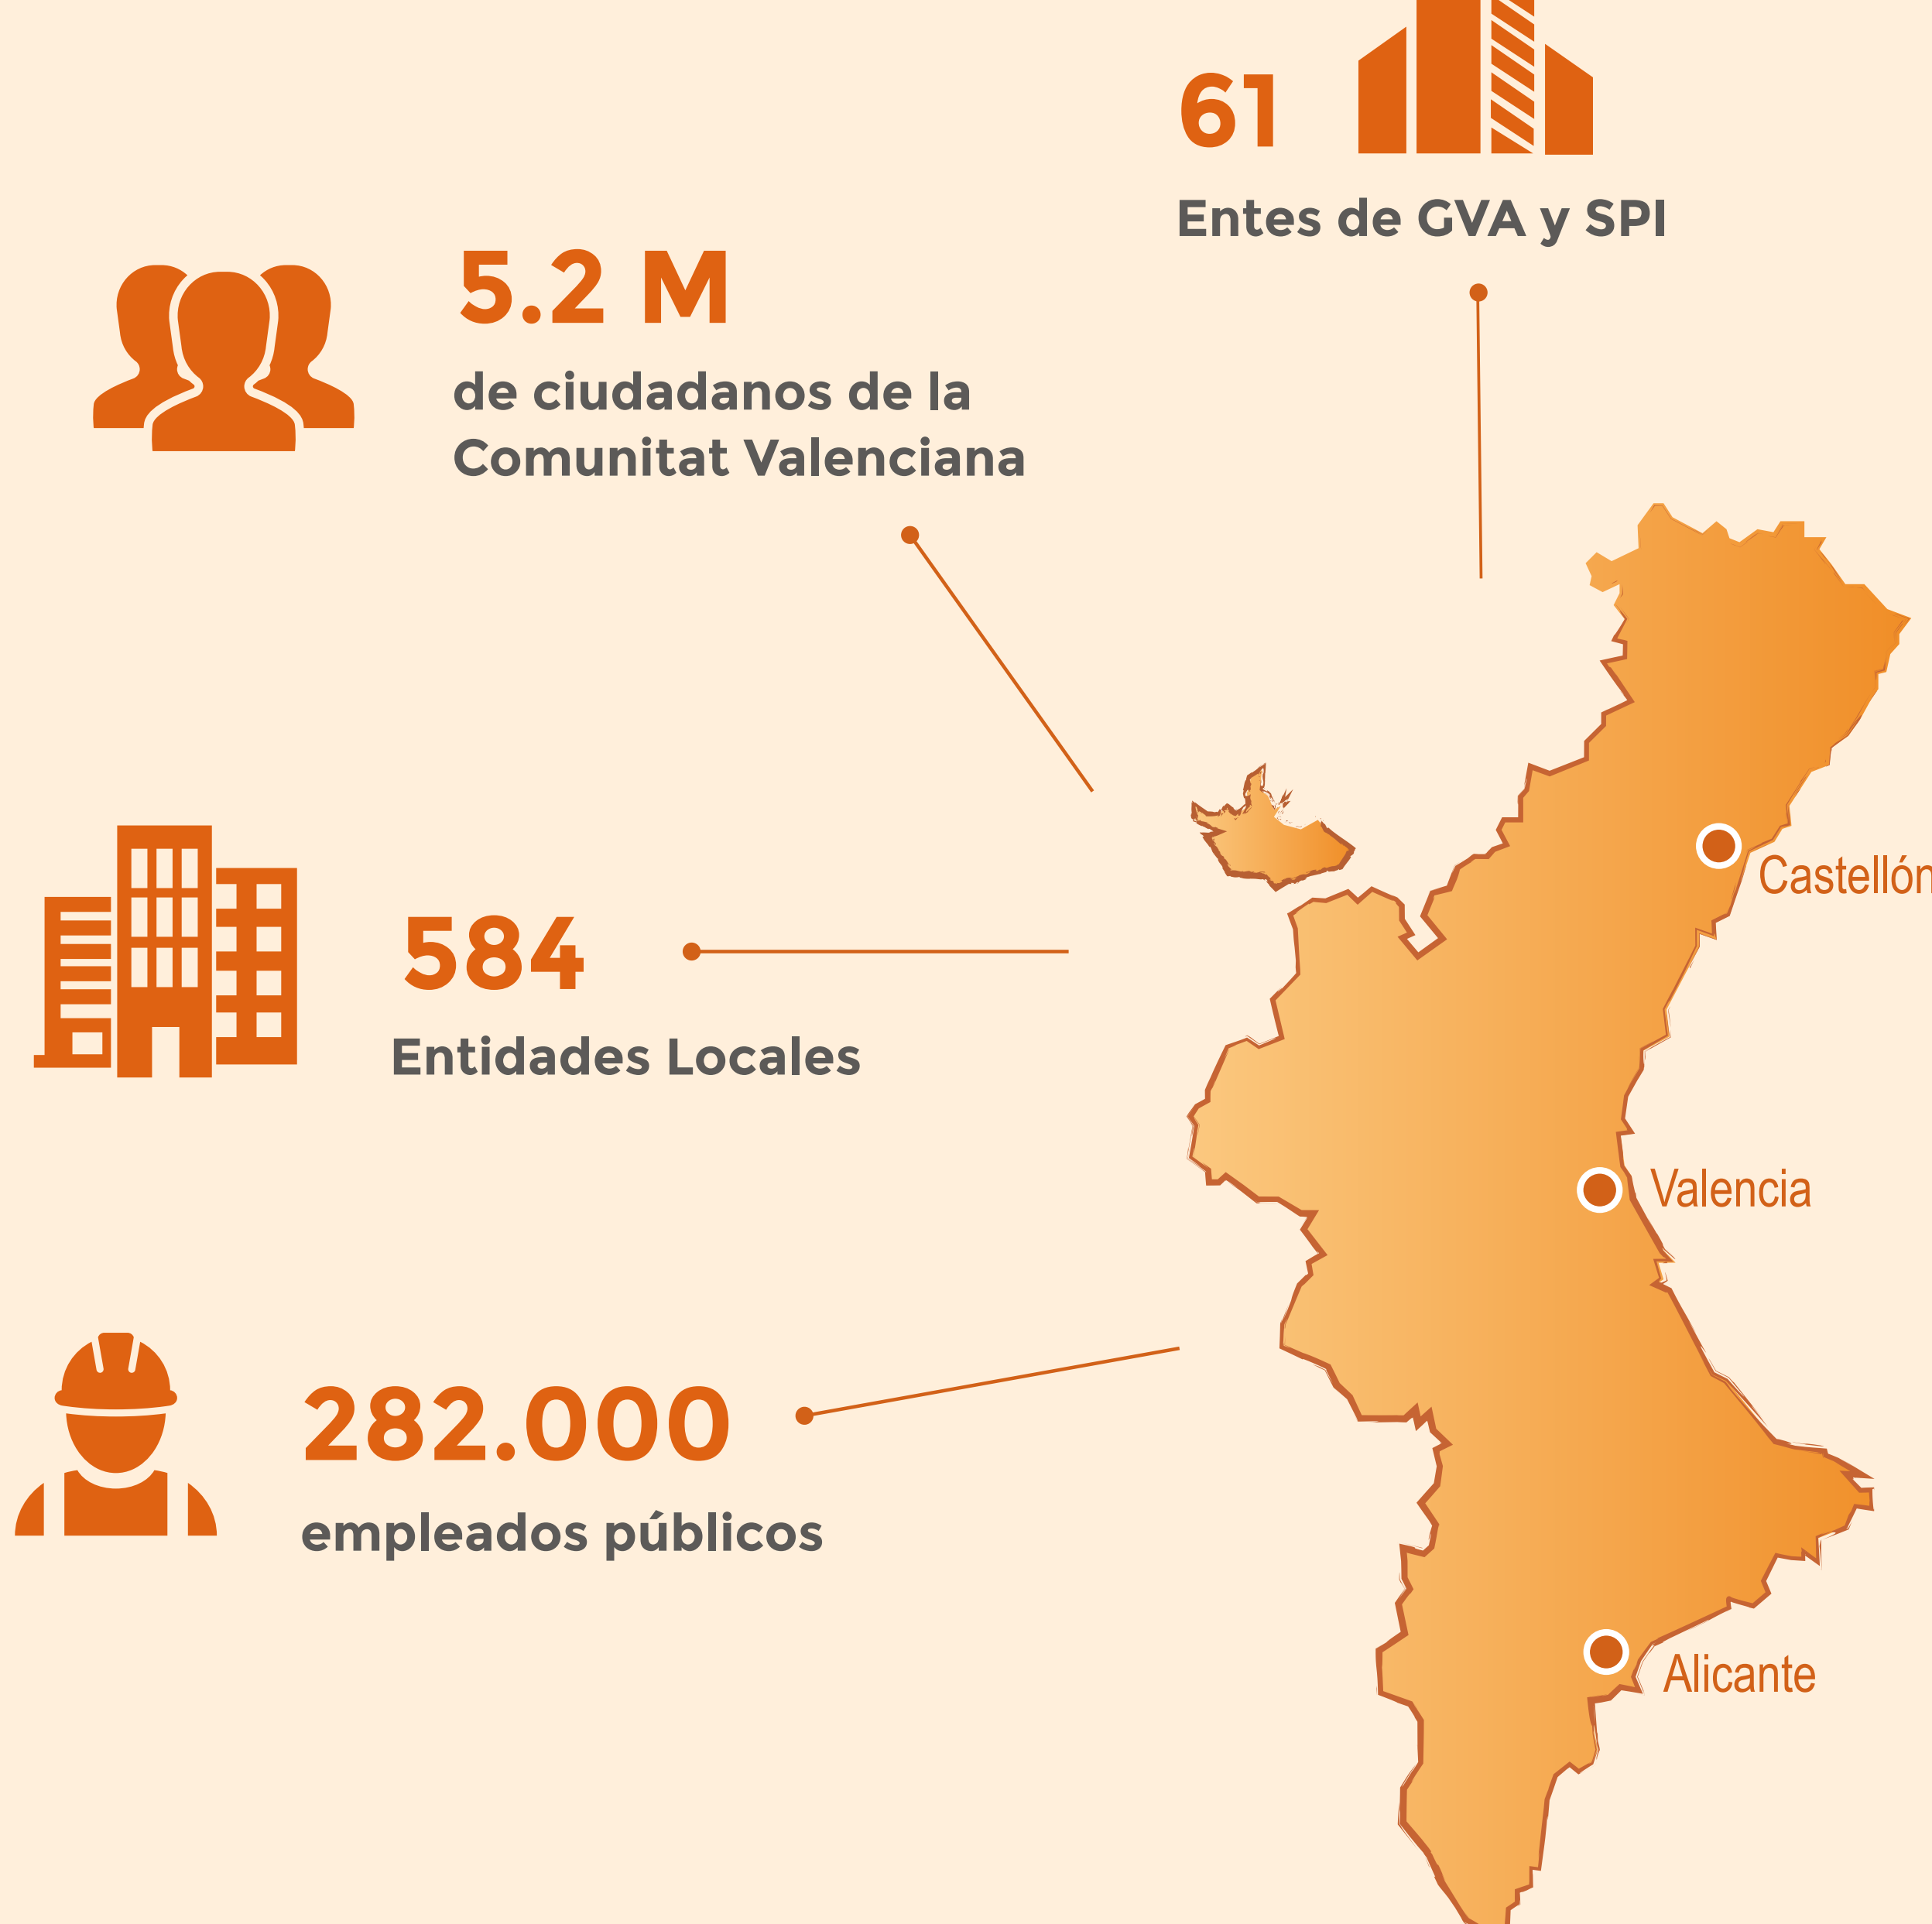 61
Entes de GVA y SPI
5.2 M
de ciudadanos de la
Comunitat Valenciana
584
Entidades Locales
282.000
empleados públicos
Castellón
Valencia
Alicante